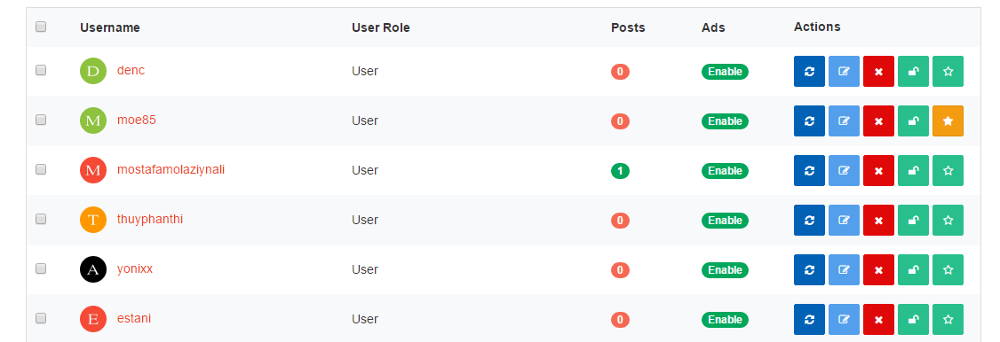 Username User Role Posts Ads Actions
D denc User 0 Enable
M moe85 User 0 Enable
M mostafamolaziynali User 1 Enable
T thuyphanthi User 0 Enable
A yonixx User 0 Enable
E estani User 0 Enable